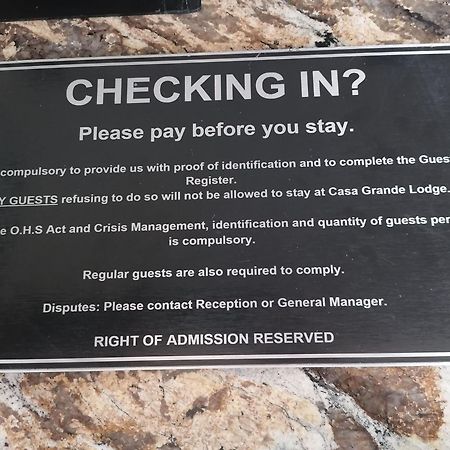 CHECKING IN?
Please pay before you stay.
compulsory to provide us with proof of identification and to complete the
Register.
GUESTS refusing to do so will not be allowed to stay at Casa Grande Lodge.
O.H.S Act and Crisis Management, identification and quantity of guests
is compulsory.
Regular guests are also required to comply.
Disputes: Please contact Reception or General Manager.
RIGHT OF ADMISSION RESERVED